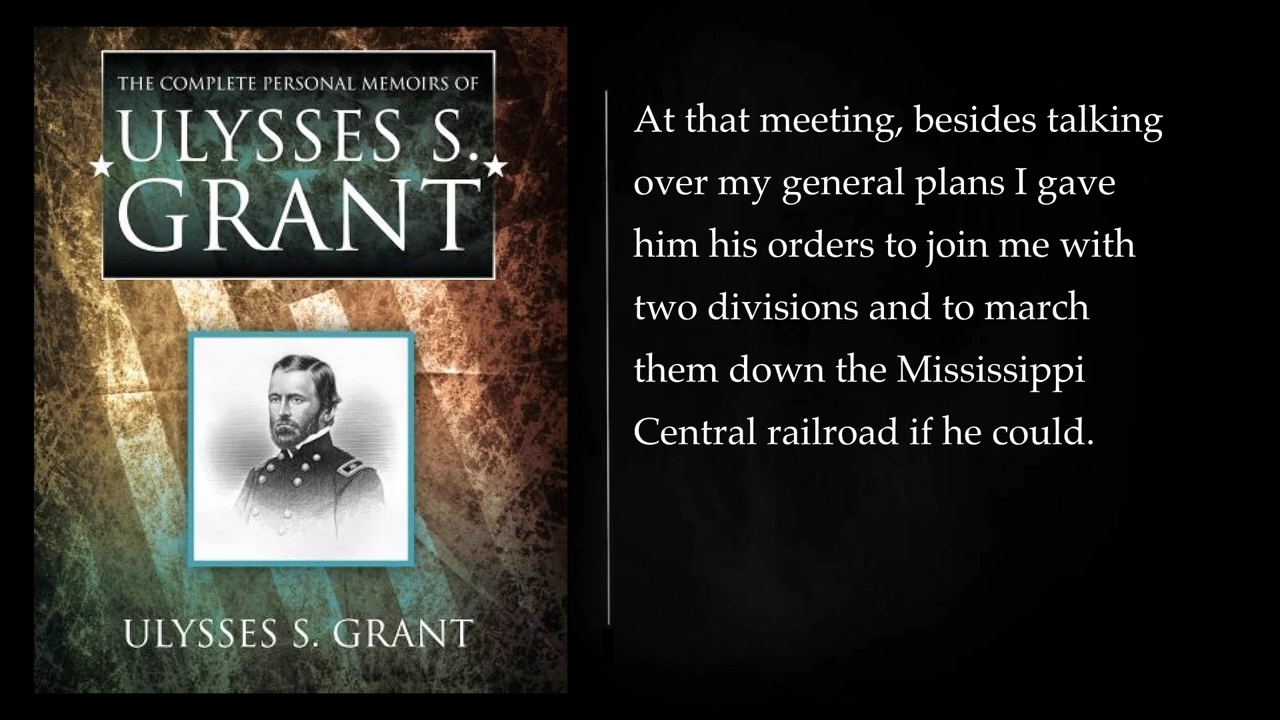 THE COMPLETE PERSONAL MEMOIRS OF
ULYSSES S.
GRANT
ULYSSES S. GRANT
At that meeting, besides talking
over my general plans I gave
him his orders to join me with
two divisions and to march
them down the Mississippi
Central railroad if he could.